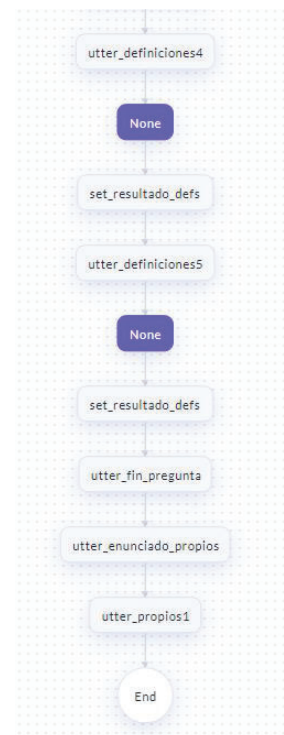 utter_definiciones4
None
set_resultado_defs
utter_definiciones5
None
set_resultado_defs
utter_fin_pregunta
utter_enunciado_propios
utter_propios1
End